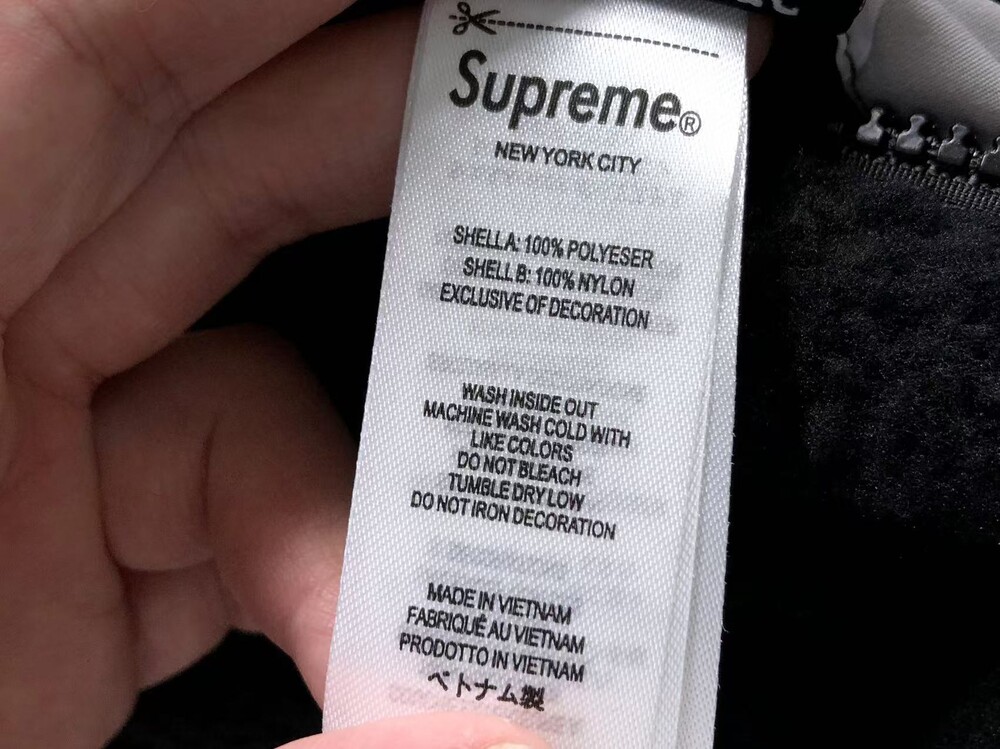 Supreme®
NEW YORK CITY
SHELL A: 100% POLYESER
SHELL B: 100% NYLON
EXCLUSIVE OF DECORATION
WASH INSIDE OUT
MACHINE WASH COLD WITH
LIKE COLORS
DO NOT BLEACH
TUMBLE DRY LOW
DO NOT IRON DECORATION
MADE IN VIETNAM
FABRIQUÉ AU VIETNAM
PRODOTTO IN VIETNAM
ベトナム製